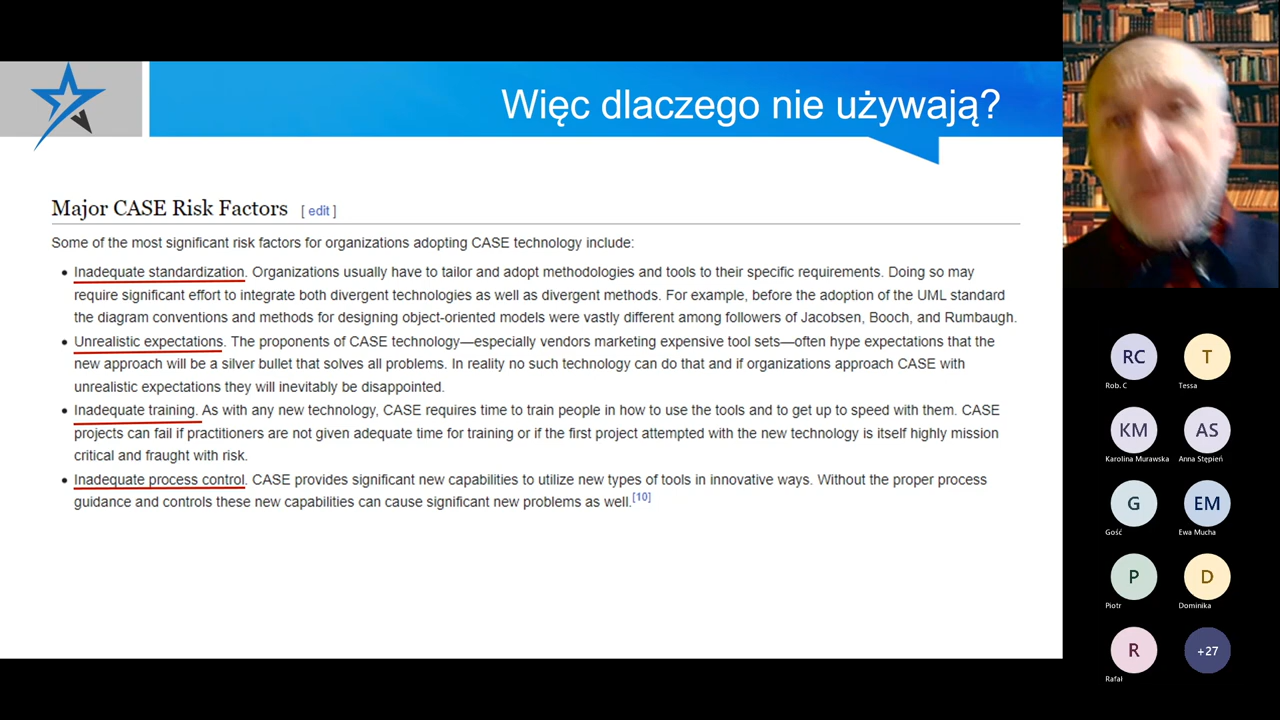 Więc dlaczego nie używają?
Major CASE Risk Factors [ edit ]
Some of the most significant risk factors for organizations adopting CASE technology include:
• Inadequate standardization. Organizations usually have to tailor and adopt methodologies and tools to their specific requirements. Doing so may
require significant effort to integrate both divergent technologies as well as divergent methods. For example, before the adoption of the UML standard
the diagram conventions and methods for designing object-oriented models were vastly different among followers of Jacobsen, Booch, and Rumbaugh.
• Unrealistic expectations. The proponents of CASE technology—especially vendors marketing expensive tool sets—often hype expectations that the
new approach will be a silver bullet that solves all problems. In reality no such technology can do that and if organizations approach CASE with
unrealistic expectations they will inevitably be disappointed.
• Inadequate training. As with any new technology, CASE requires time to train people in how to use the tools and to get up to speed with them. CASE
projects can fail if practitioners are not given adequate time for training or if the first project attempted with the new technology is itself highly mission
critical and fraught with risk.
• Inadequate process control. CASE provides significant new capabilities to utilize new types of tools in innovative ways. Without the proper process
guidance and controls these new capabilities can cause significant new problems as well.[10]
RC T
Rob. C Tessa
KM AS
Karolina Murawska Anna Stępień
G EM
Gość Ewa Mucha
P D
Piotr Dominika
R +27
Rafał